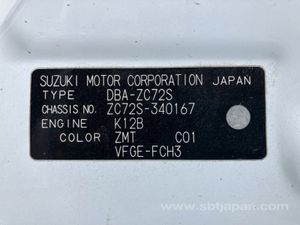 SUZUKI MOTOR CORPORATION JAPAN
TYPE DBA-ZC72S
CHASSIS NO. ZC72S-340167
ENGINE K12B
COLOR ZMT C01
VFGE-FCH3
© www.sbtjapan.com